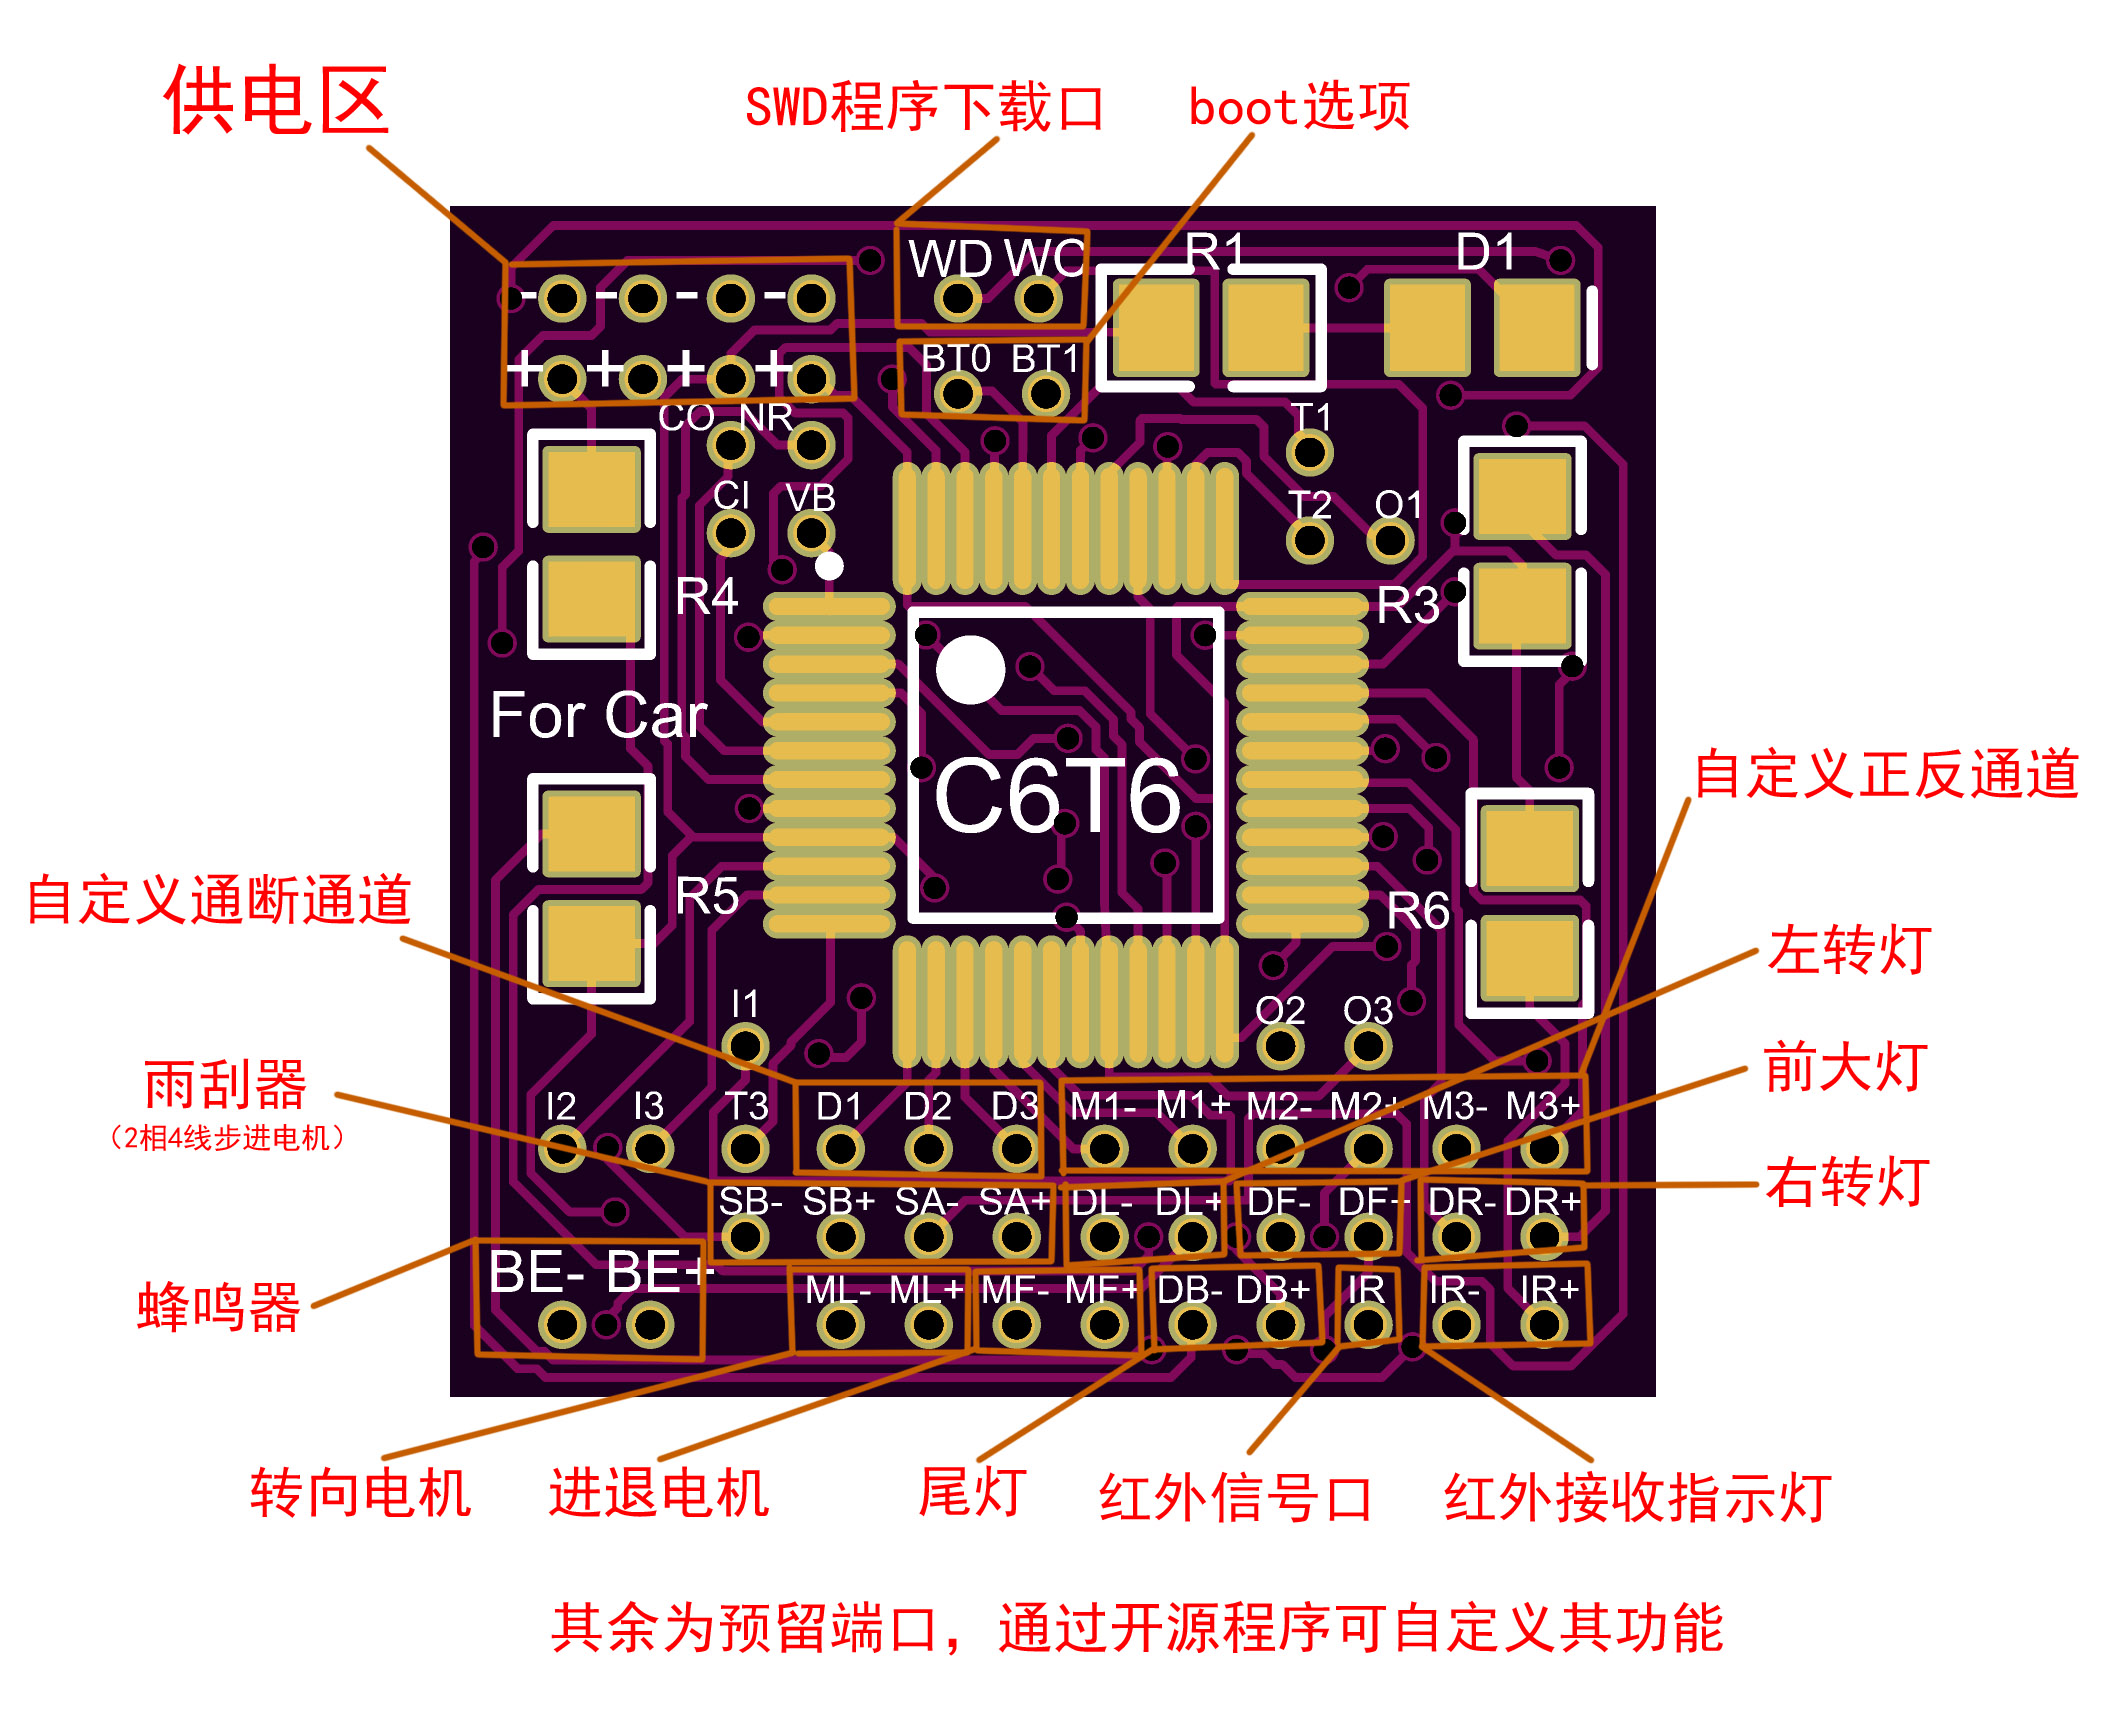 供电区
SWD程序下载口
boot选项
WD WC
R1
D1
- - - -
+ + + +
BT0 BT1
CO NR
T1
CI VB
T2 O1
R4
R3
For Car
C6T6
自定义正反通道
自定义通断通道
R5
R6
左转灯
I1
O2 O3
雨刮器
(2相4线步进电机)
前大灯
I2 I3 T3 D1 D2 D3 M1- M1+ M2- M2+ M3- M3+
右转灯
SB- SB+ SA- SA+ DL- DL+ DF- DF+ DR- DR+
蜂鸣器
BE- BE+
ML- ML+ MF- MF+ DB- DB+ IR IR- IR+
转向电机
进退电机
尾灯
红外信号口
红外接收指示灯
其余为预留端口，通过开源程序可自定义其功能